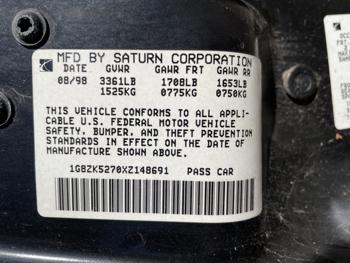 MFD BY SATURN CORPORATION
08/98 GVWR GAWR FRT GAWR RR
3361LB 1708LB 1653LB
1525KG 0775KG 0750KG
THIS VEHICLE CONFORMS TO ALL APPLI-
CABLE U.S. FEDERAL MOTOR VEHICLE
SAFETY, BUMPER, AND THEFT PREVENTION
STANDARDS IN EFFECT ON THE DATE OF
MANUFACTURE SHOWN ABOVE.
1G8ZK5270XZ148691 PASS CAR
OCC
FRT